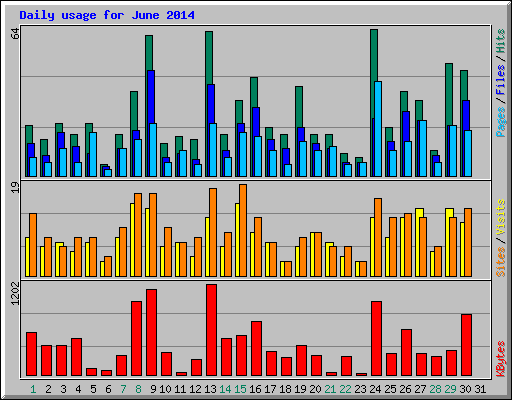 Daily usage for June 2014
64
Pages / Files / Hits
19
Sites / Visits
1202
KBytes
1 2 3 4 5 6 7 8 9 10 11 12 13 14 15 16 17 18 19 20 21 22 23 24 25 26 27 28 29 30 31